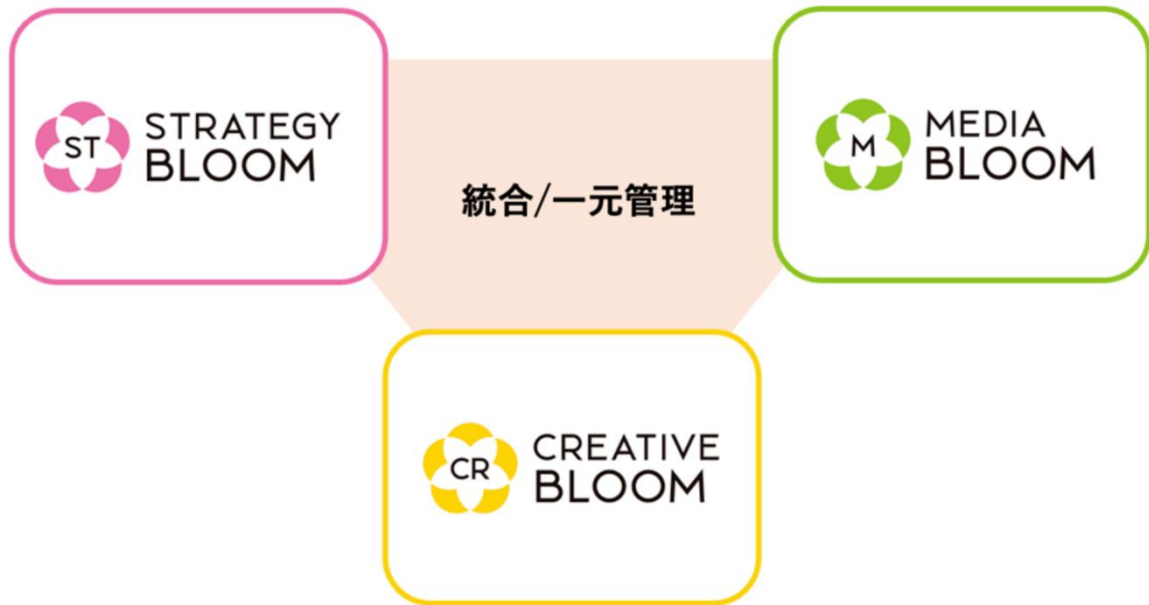 ST
STRATEGY
BLOOM
M
MEDIA
BLOOM
統合/一元管理
CR
CREATIVE
BLOOM